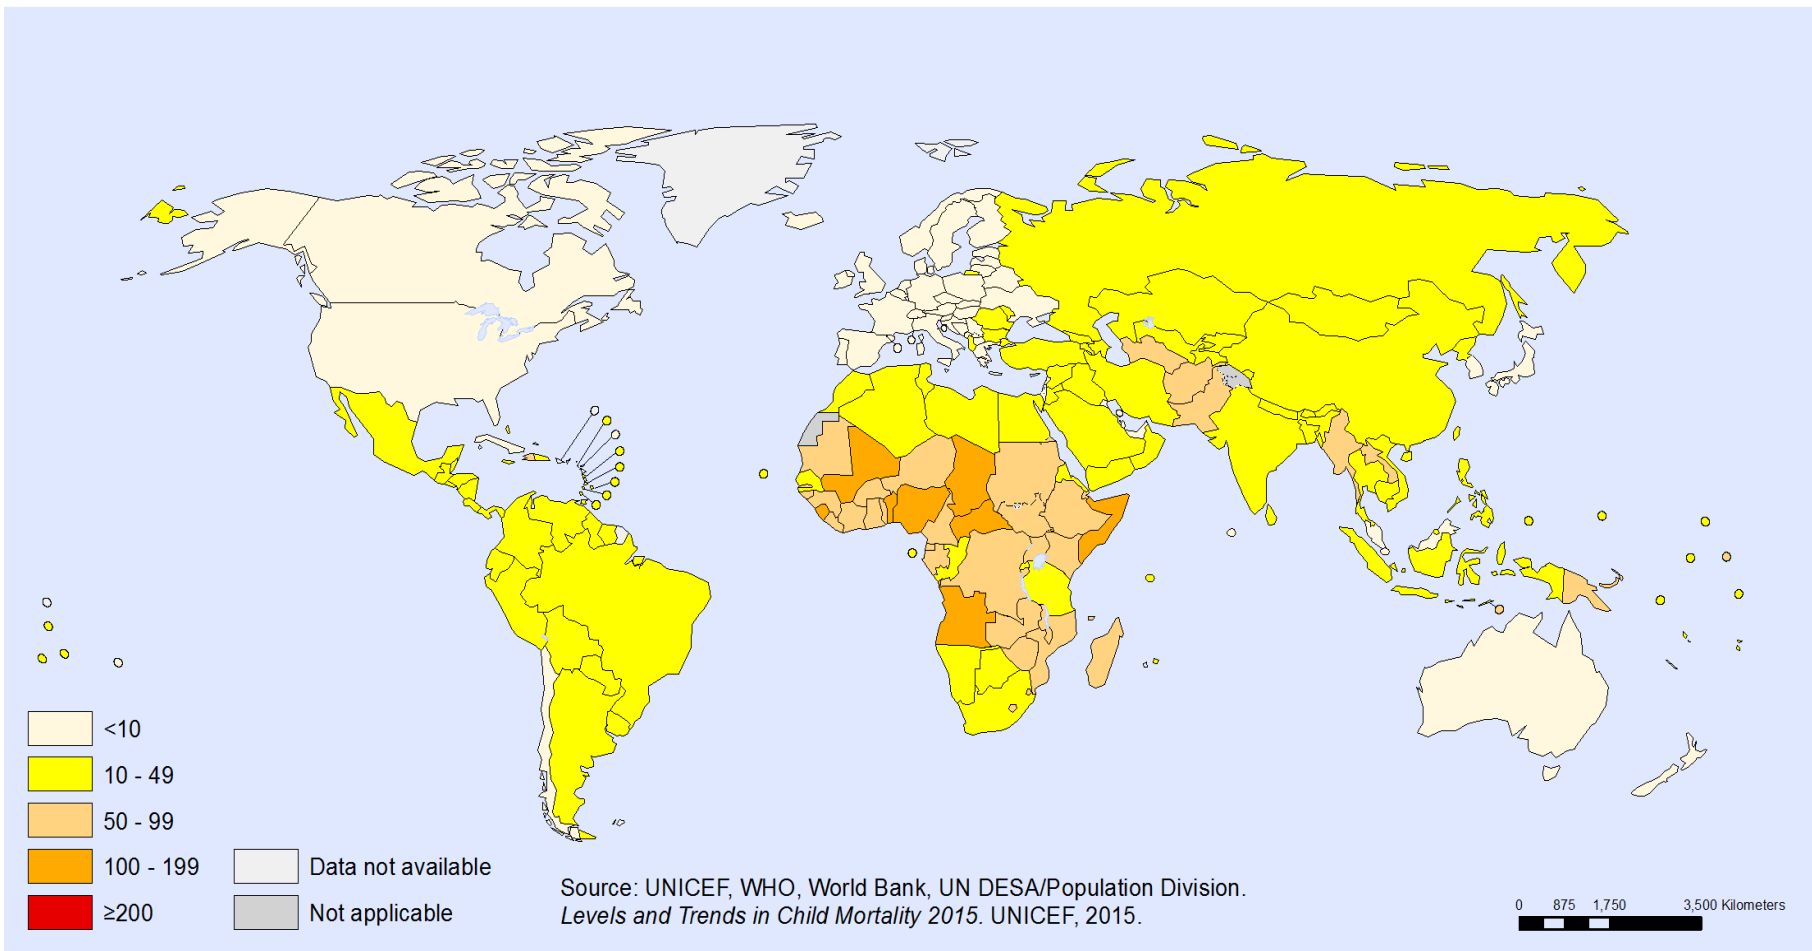 <10
10 - 49
50 - 99
100 - 199
≥200
Data not available
Not applicable
Source: UNICEF, WHO, World Bank, UN DESA/Population Division.
Levels and Trends in Child Mortality 2015. UNICEF, 2015.
0 875 1,750 3,500 Kilometers